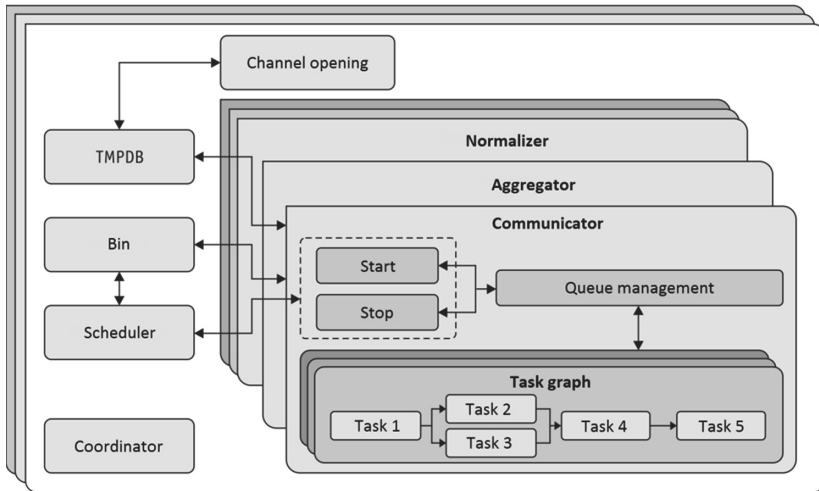 Channel opening
TMPDB
Normalizer
Aggregator
Communicator
Bin
Start
Queue management
Stop
Scheduler
Task graph
Task 1
Task 2
Task 3
Task 4
Task 5
Coordinator